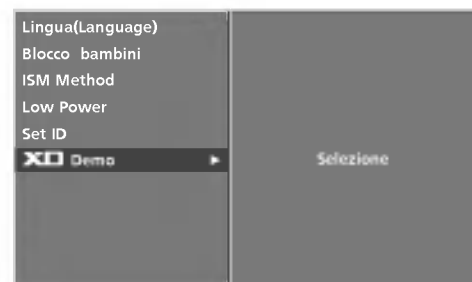 Lingua(Language)
Blocco bambini
ISM Method
Low Power
Set ID
XD Demo ► Selezione